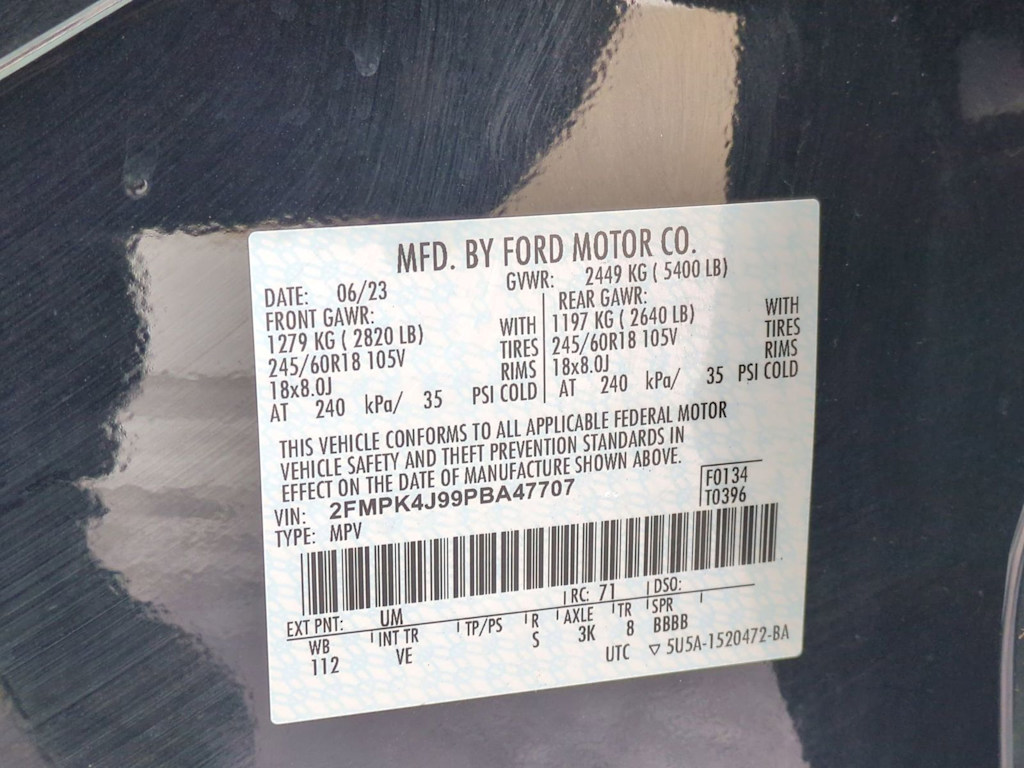 MFD. BY FORD MOTOR CO.
DATE: 06/23 GVWR: 2449 KG ( 5400 LB)
FRONT GAWR: REAR GAWR:
1279 KG ( 2820 LB) WITH 1197 KG ( 2640 LB) WITH
245/60R18 105V TIRES 245/60R18 105V TIRES
18x8.0J RIMS 18x8.0J RIMS
AT 240 kPa/ 35 PSI COLD AT 240 kPa/ 35 PSI COLD
THIS VEHICLE CONFORMS TO ALL APPLICABLE FEDERAL MOTOR
VEHICLE SAFETY AND THEFT PREVENTION STANDARDS IN
EFFECT ON THE DATE OF MANUFACTURE SHOWN ABOVE.
VIN: 2FMPK4J99PBA47707 F0134
TYPE: MPV T0396
EXT PNT: UM RC: 71 DSO:
WB INT TR TP/PS R AXLE TR SPR
112 VE S 3K 8 BBBB
UTC ▽ 5U5A-1520472-BA